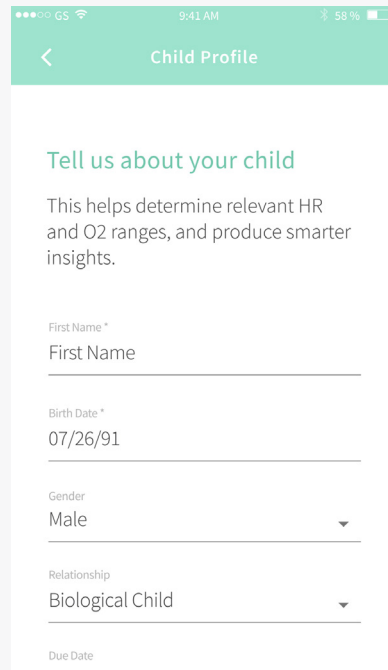 GS 9:41 AM 58 %
Child Profile
Tell us about your child
This helps determine relevant HR
and O2 ranges, and produce smarter
insights.
First Name *
First Name
Birth Date *
07/26/91
Gender
Male
Relationship
Biological Child
Due Date